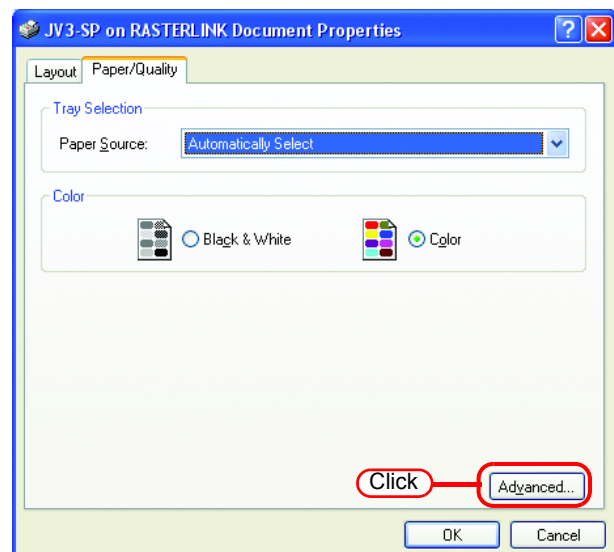 JV3-SP on RASTERLINK Document Properties
Layout Paper/Quality
Tray Selection
Paper Source: Automatically Select
Color
Black & White Color
Click Advanced...
OK Cancel